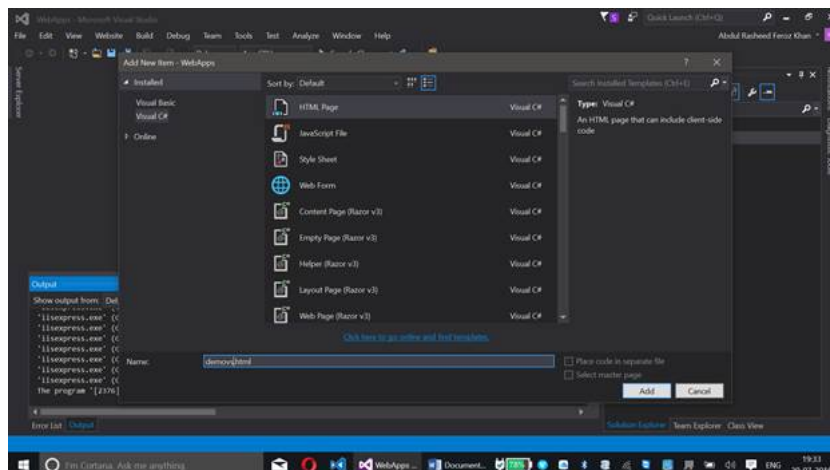 WebApps - Microsoft Visual Studio
Quick Launch (Ctrl+Q)
File Edit View Website Build Debug Team Tools Test Analyze Window Help
Abdul Rasheed Feroz Khan
Server Explorer
Add New Item - WebApps
Installed
Sort by: Default
Search Installed Templates (Ctrl+E)
Visual Basic
Visual C#
Online
HTML Page Visual C#
JavaScript File Visual C#
Style Sheet Visual C#
Web Form Visual C#
Content Page (Razor v3) Visual C#
Empty Page (Razor v3) Visual C#
Helper (Razor v3) Visual C#
Layout Page (Razor v3) Visual C#
Web Page (Razor v3) Visual C#
Type: Visual C#
An HTML page that can include client-side
code
Click here to go online and find templates.
Name: demovs.html
Place code in separate file
Select master page
Add Cancel
Output
Show output from:
'iisexpress.exe'
'iisexpress.exe'
'iisexpress.exe'
'iisexpress.exe'
'iisexpress.exe'
'iisexpress.exe'
'iisexpress.exe'
The program '[2376]
Error List Output
Solution Explorer Team Explorer Class View
I'm Cortana. Ask me anything.
WebApps ...
Document...
78%
ENG
19:33